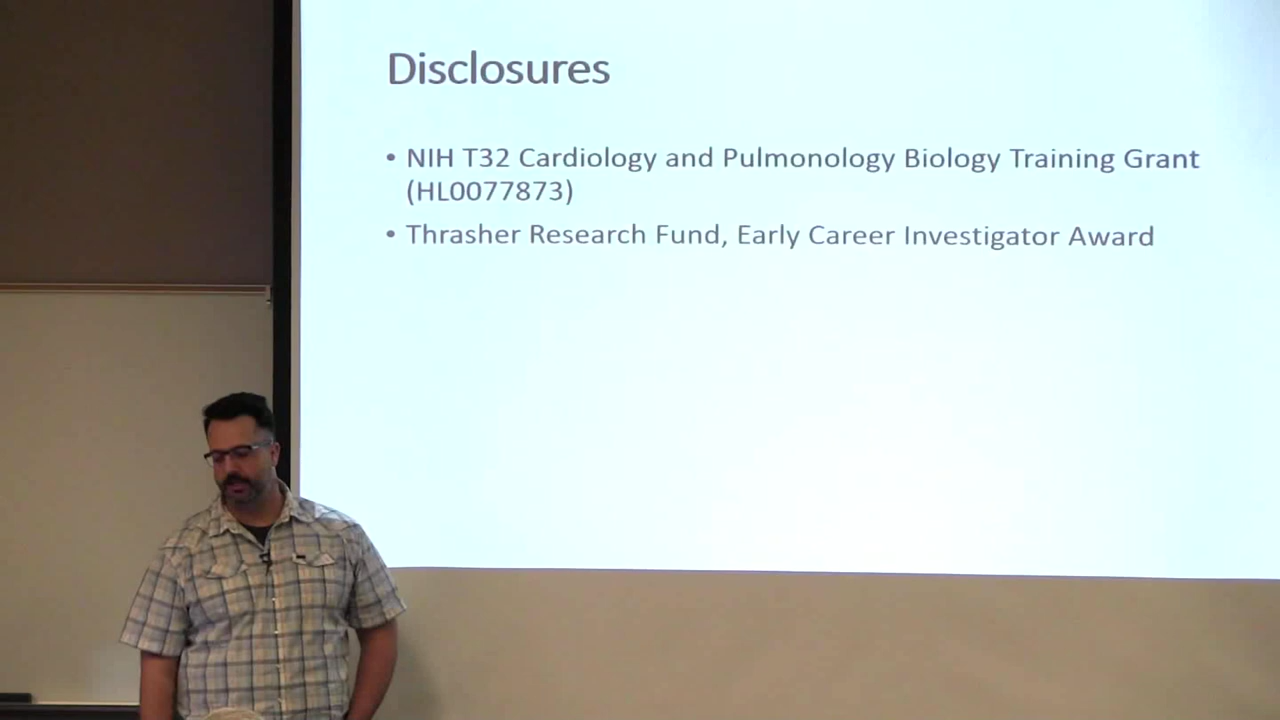 Disclosures
• NIH T32 Cardiology and Pulmonology Biology Training Grant
(HL0077873)
• Thrasher Research Fund, Early Career Investigator Award